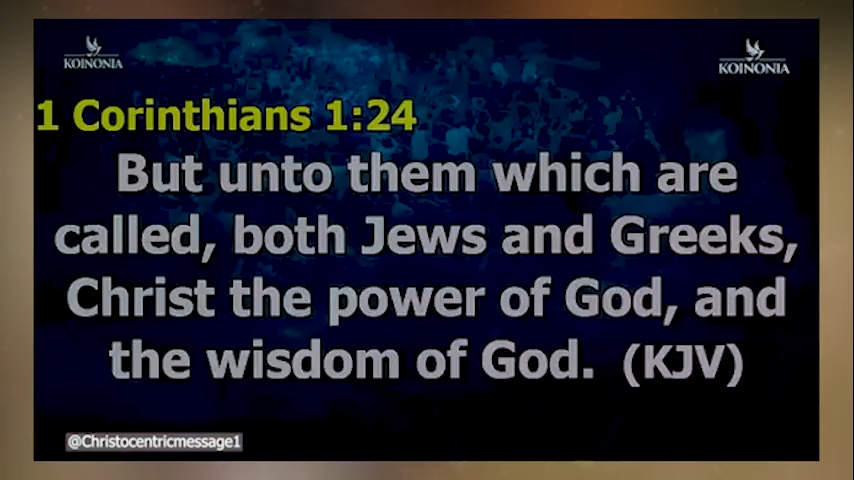 KOINONIA
KOINONIA
1 Corinthians 1:24
But unto them which are
called, both Jews and Greeks,
Christ the power of God, and
the wisdom of God. (KJV)
@Christocentricmessage1